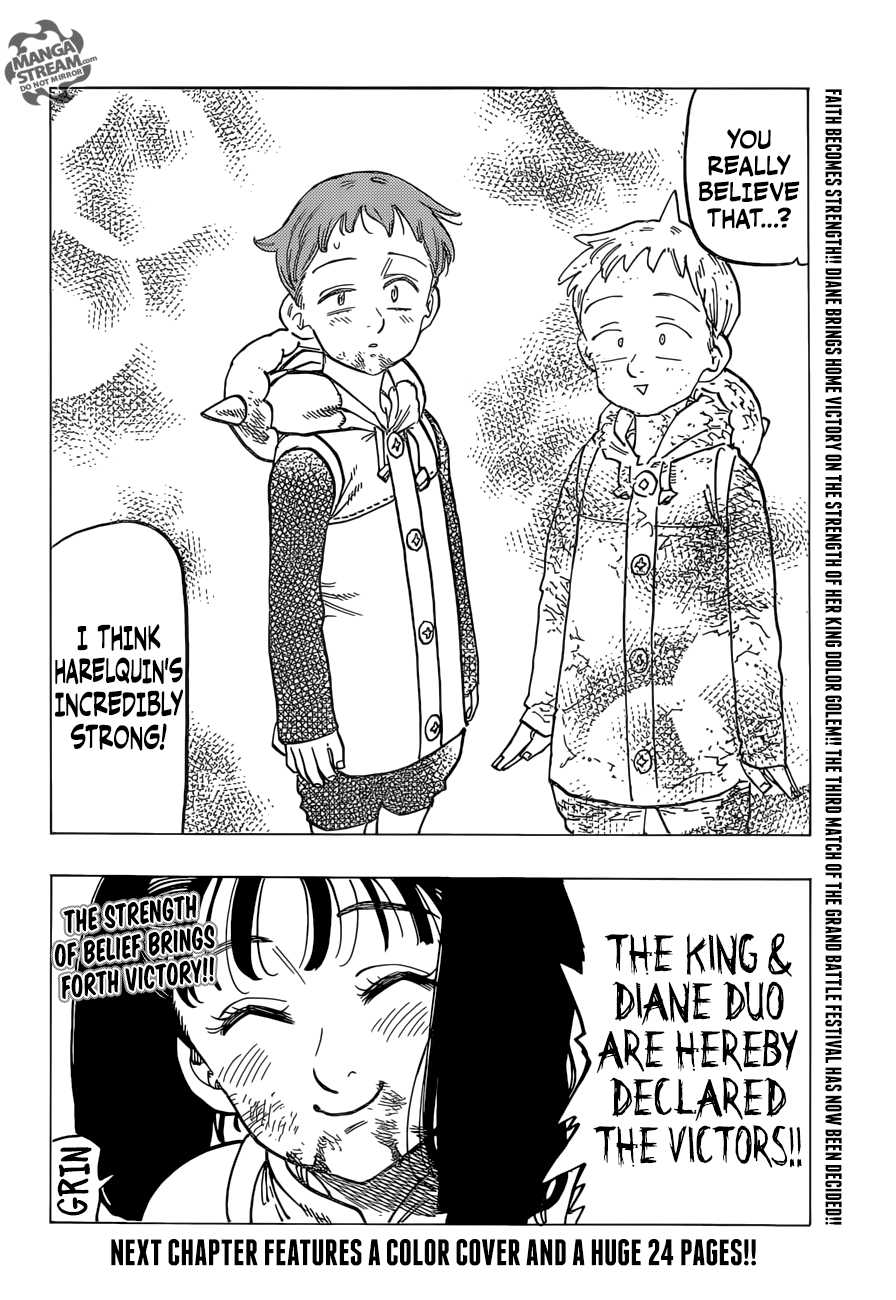 MANGA
STREAM.com
DO NOT MIRROR
YOU
REALLY
BELIEVE
THAT...?
I THINK
HARELQUIN'S
INCREDIBLY
STRONG!
THE STRENGTH
OF BELIEF BRINGS
FORTH VICTORY!!
THE KING &
DIANE DUO
ARE HEREBY
DECLARED
THE VICTORS!!
GRIN
FAITH BECOMES STRENGTH!! DIANE BRINGS HOME VICTORY ON THE STRENGTH OF HER KING DOLOR GOLEM!! THE THIRD MATCH OF THE GRAND BATTLE FESTIVAL HAS NOW BEEN DECIDED!!
NEXT CHAPTER FEATURES A COLOR COVER AND A HUGE 24 PAGES!!